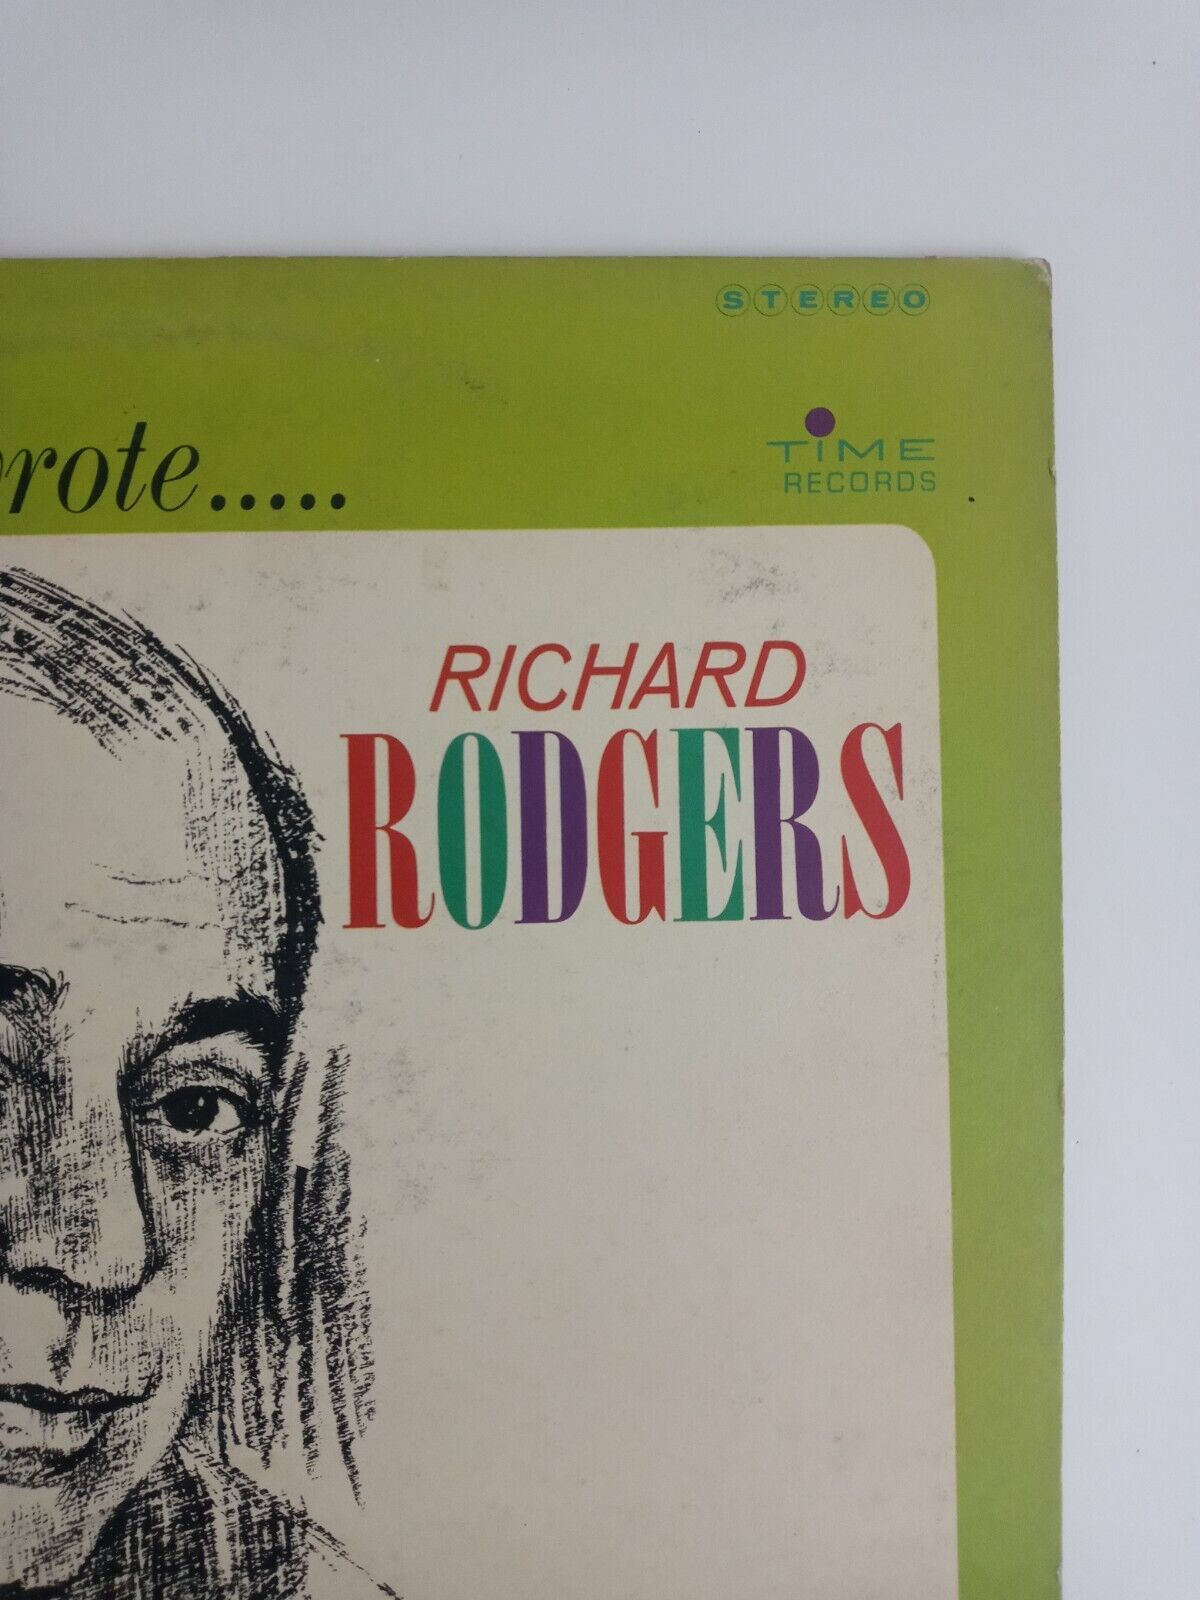 STEREO
TIME
RECORDS
rote.....
RICHARD
RODGERS